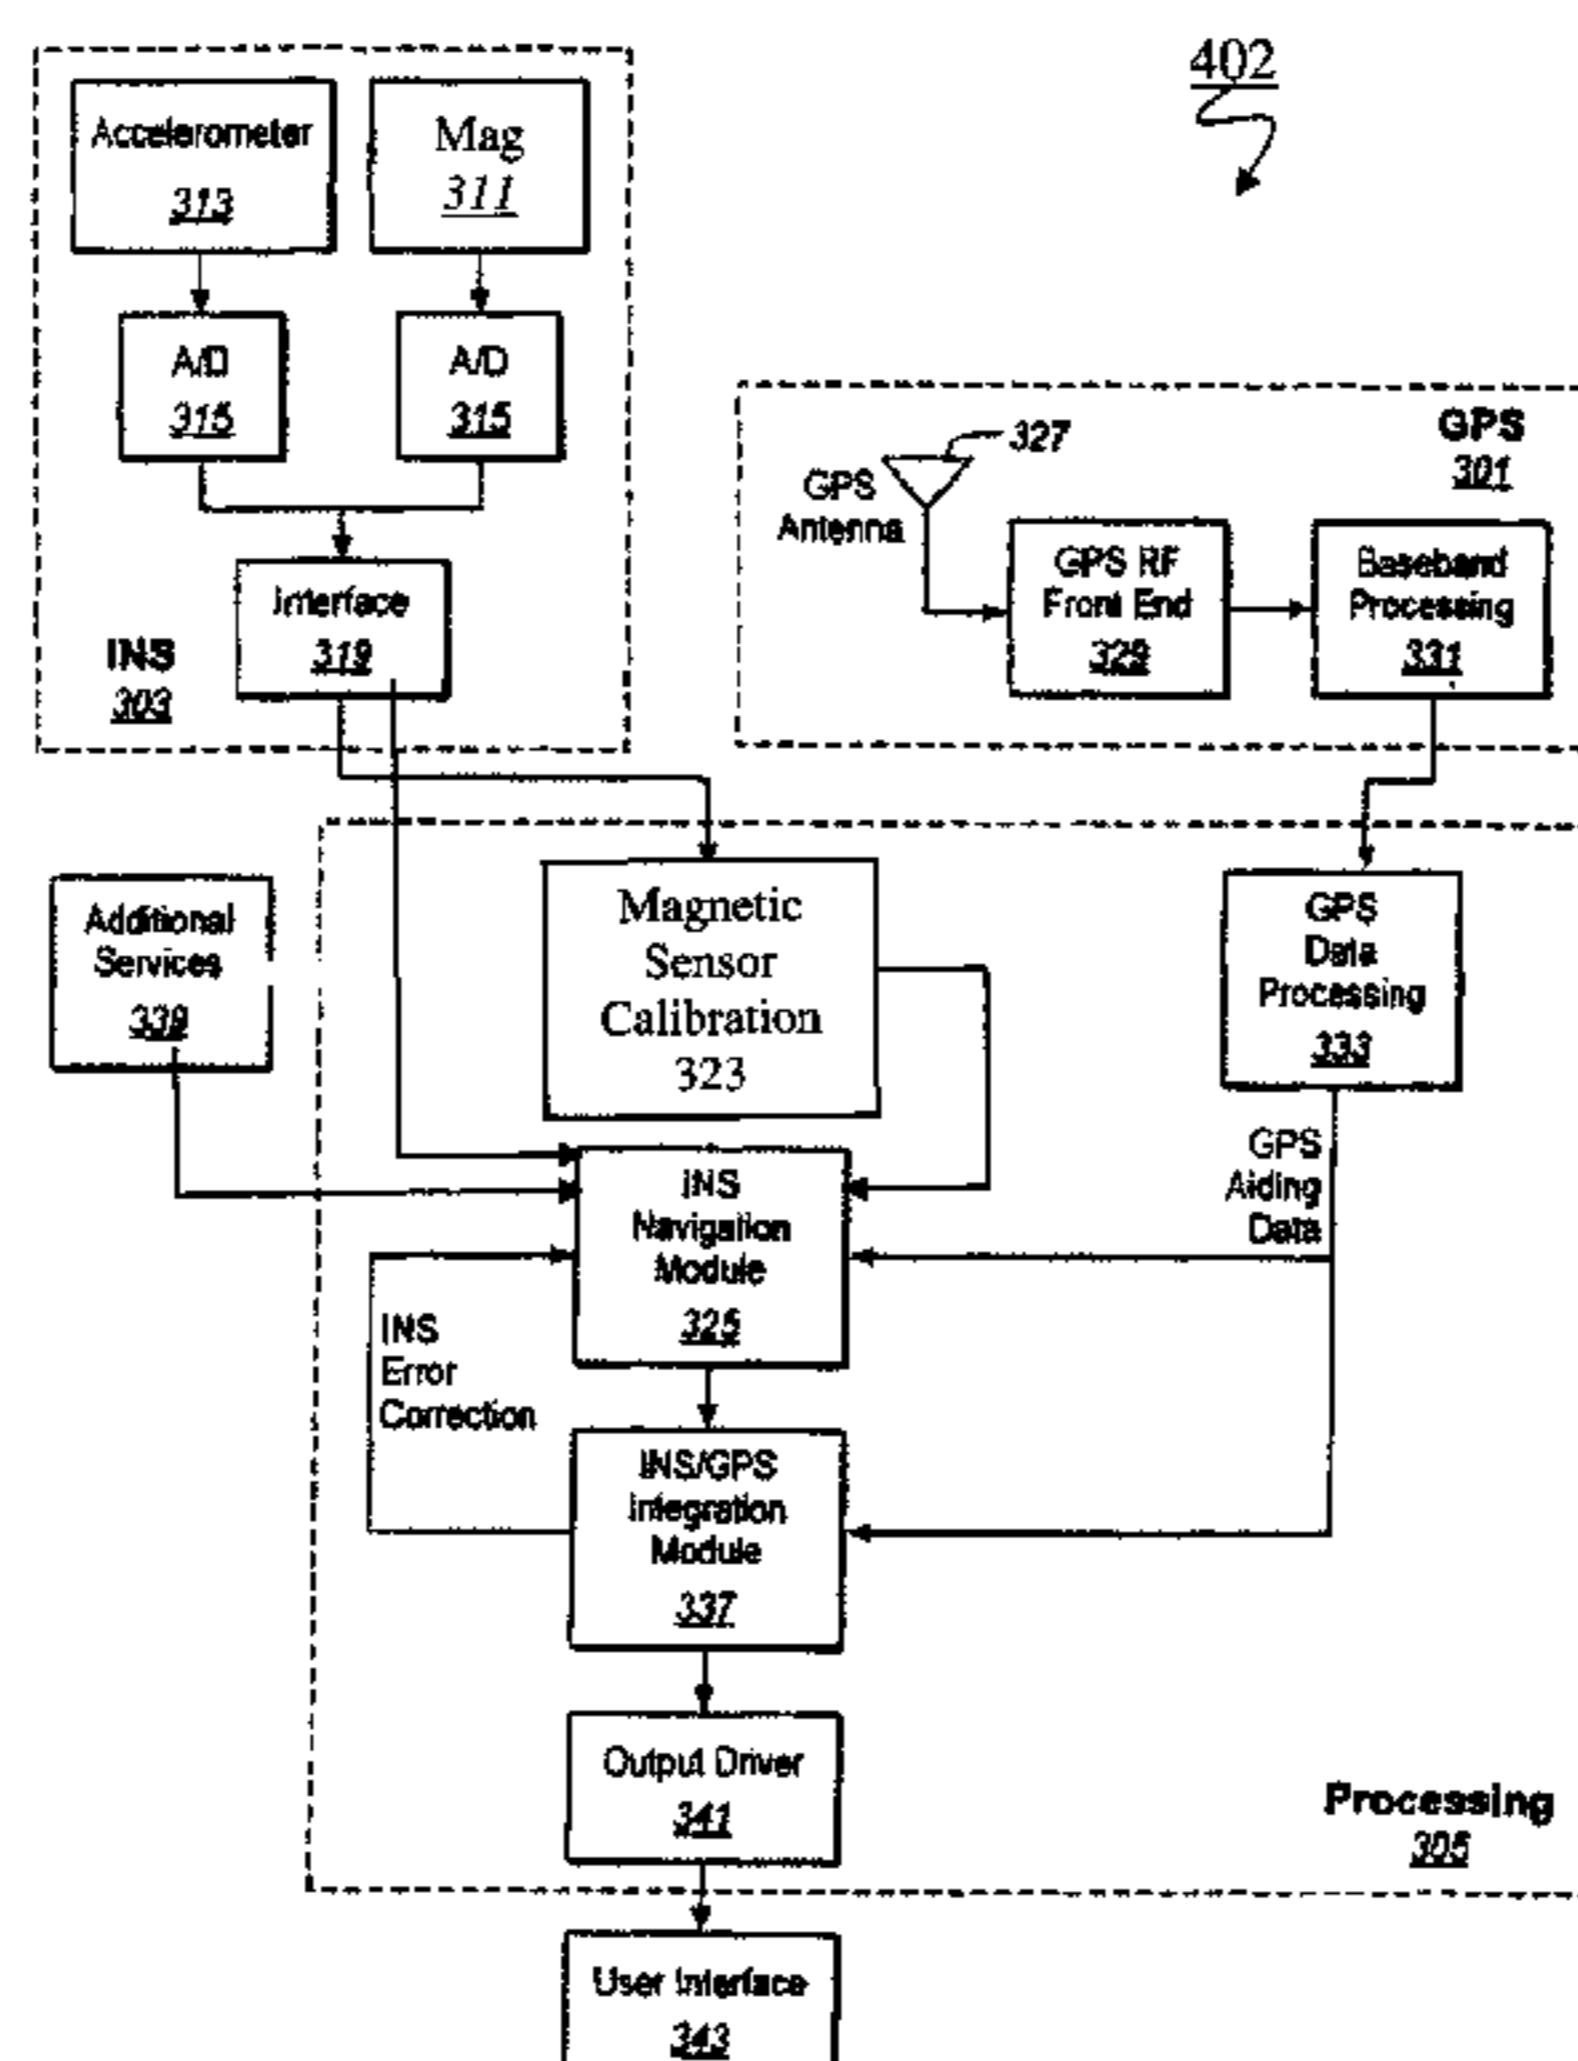 402
Accelerometer
313
Mag
311
A/D
315
A/D
315
Interface
319
INS
303
GPS
301
327
GPS
Antenna
GPS RF
Front End
329
Baseband
Processing
331
Additional
Services
339
Magnetic
Sensor
Calibration
323
GPS
Data
Processing
333
GPS
Aiding
Data
INS
Navigation
Module
325
INS
Error
Correction
INS/GPS
Integration
Module
337
Output Driver
341
Processing
305
User Interface
343